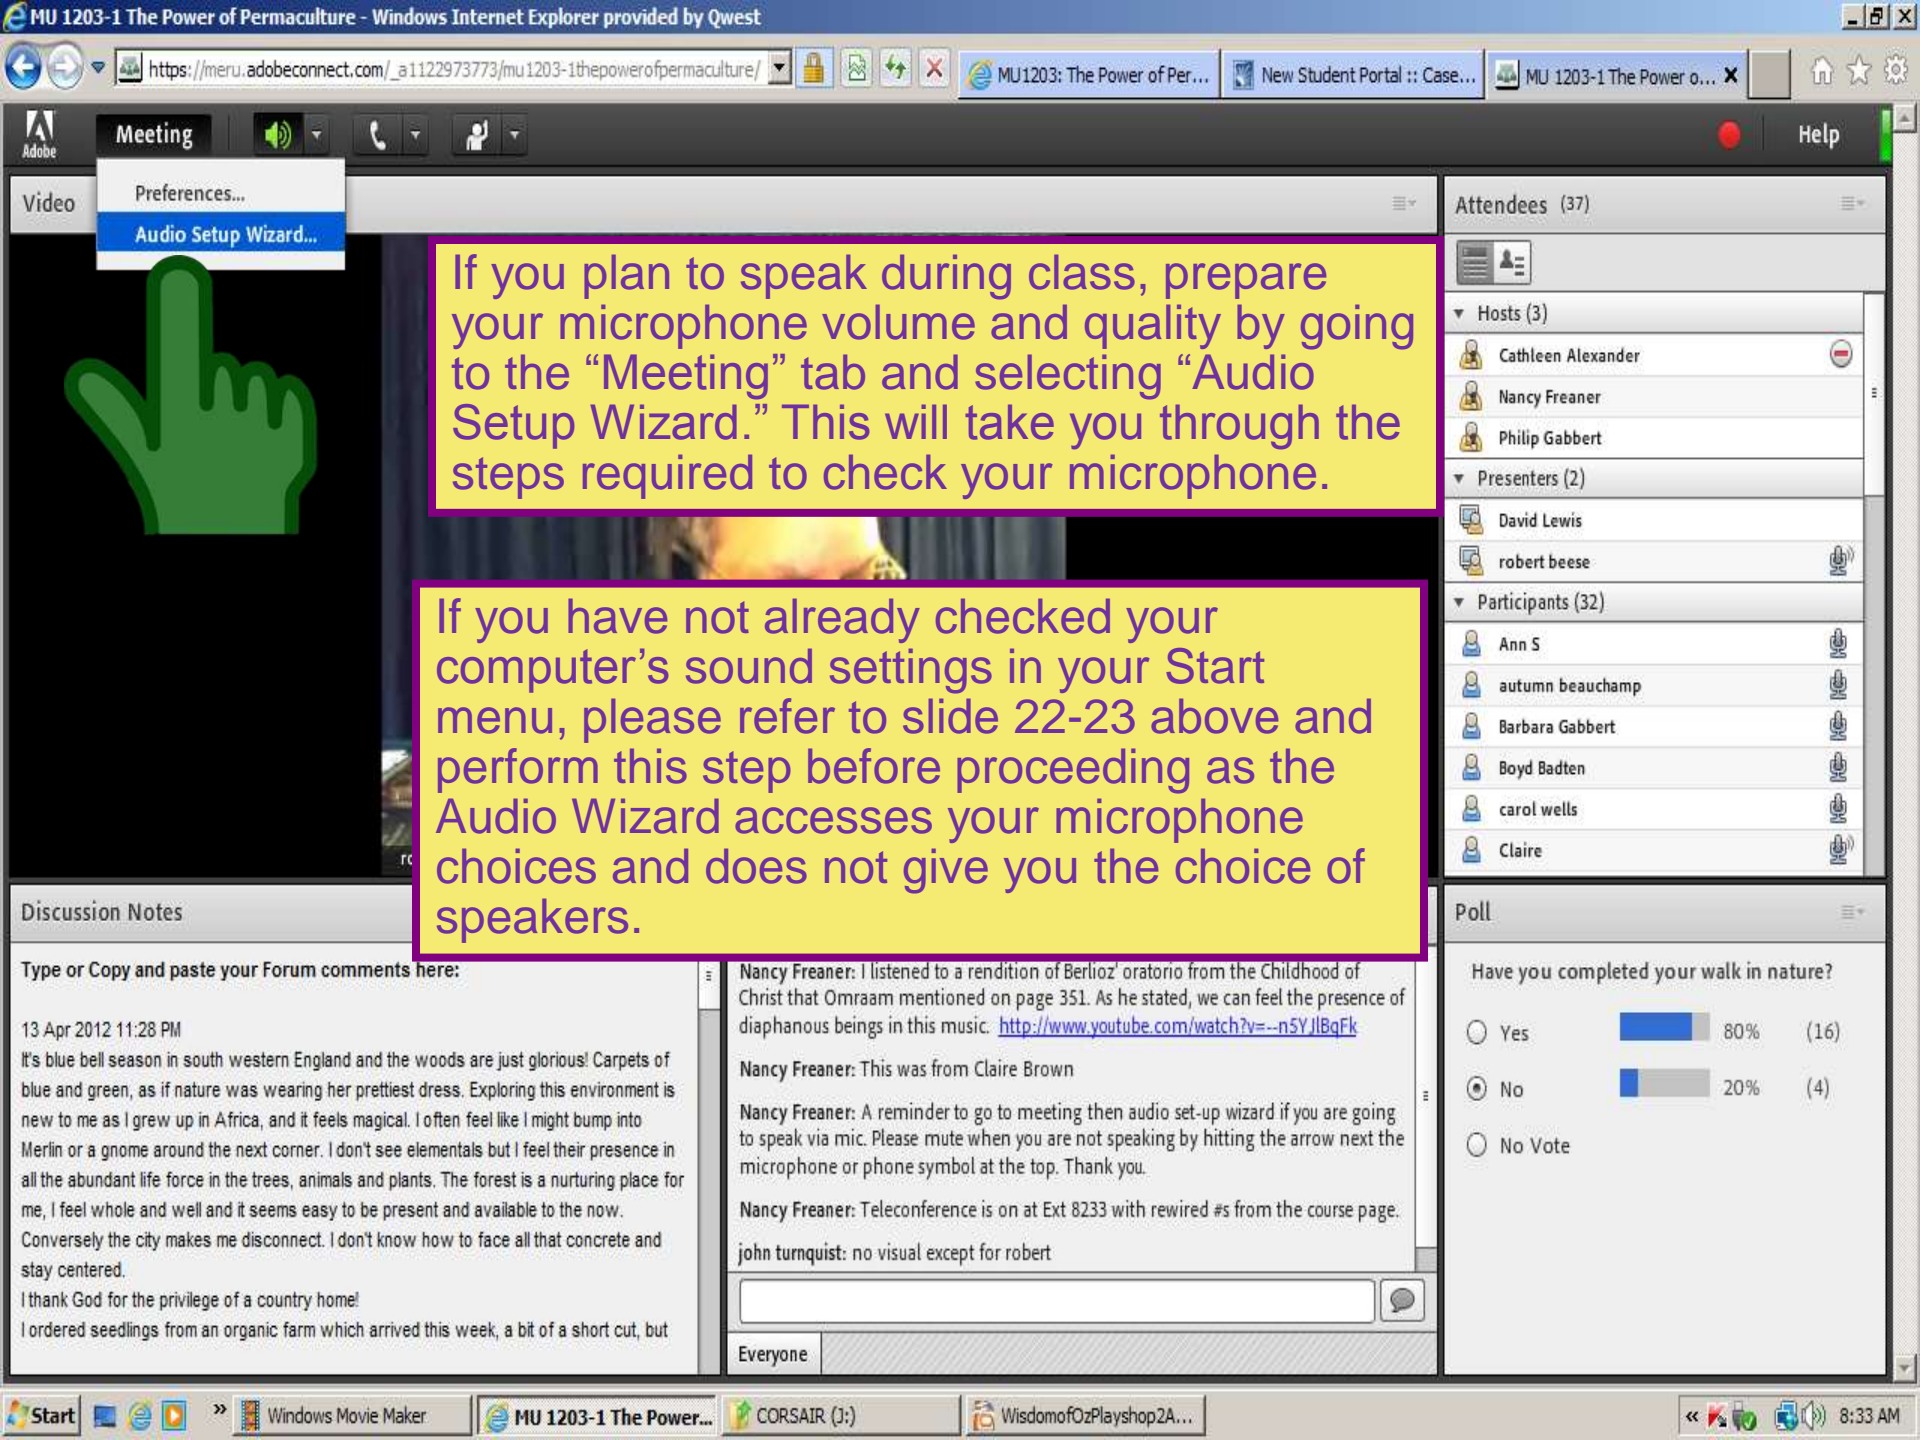 MU 1203-1 The Power of Permaculture - Windows Internet Explorer provided by Qwest
https://meru.adobeconnect.com/_a1122973773/mu1203-1thepowerofpermaculture/
MU1203: The Power of Per...
New Student Portal :: Case...
MU 1203-1 The Power o...
Adobe
Meeting
Help
Preferences...
Audio Setup Wizard...
Video
If you plan to speak during class, prepare
your microphone volume and quality by going
to the “Meeting” tab and selecting “Audio
Setup Wizard.” This will take you through the
steps required to check your microphone.
If you have not already checked your
computer’s sound settings in your Start
menu, please refer to slide 22-23 above and
perform this step before proceeding as the
Audio Wizard accesses your microphone
choices and does not give you the choice of
speakers.
Attendees (37)
Hosts (3)
Cathleen Alexander
Nancy Freaner
Philip Gabbert
Presenters (2)
David Lewis
robert beese
Participants (32)
Ann S
autumn beauchamp
Barbara Gabbert
Boyd Badten
carol wells
Claire
Discussion Notes
Type or Copy and paste your Forum comments here:
13 Apr 2012 11:28 PM
It's blue bell season in south western England and the woods are just glorious! Carpets of
blue and green, as if nature was wearing her prettiest dress. Exploring this environment is
new to me as I grew up in Africa, and it feels magical. I often feel like I might bump into
Merlin or a gnome around the next corner. I don't see elementals but I feel their presence in
all the abundant life force in the trees, animals and plants. The forest is a nurturing place for
me, I feel whole and well and it seems easy to be present and available to the now.
Conversely the city makes me disconnect. I don't know how to face all that concrete and
stay centered.
I thank God for the privilege of a country home!
I ordered seedlings from an organic farm which arrived this week, a bit of a short cut, but
Nancy Freaner: I listened to a rendition of Berlioz' oratorio from the Childhood of
Christ that Omraam mentioned on page 351. As he stated, we can feel the presence of
diaphanous beings in this music. http://www.youtube.com/watch?v=--n5YJlBqFk
Nancy Freaner: This was from Claire Brown
Nancy Freaner: A reminder to go to meeting then audio set-up wizard if you are going
to speak via mic. Please mute when you are not speaking by hitting the arrow next the
microphone or phone symbol at the top. Thank you.
Nancy Freaner: Teleconference is on at Ext 8233 with rewired #s from the course page.
john turnquist: no visual except for robert
Everyone
Poll
Have you completed your walk in nature?
Yes 80% (16)
No 20% (4)
No Vote
Start
Windows Movie Maker
MU 1203-1 The Power...
CORSAIR (J:)
WisdomofOzPlayshop2A...
8:33 AM